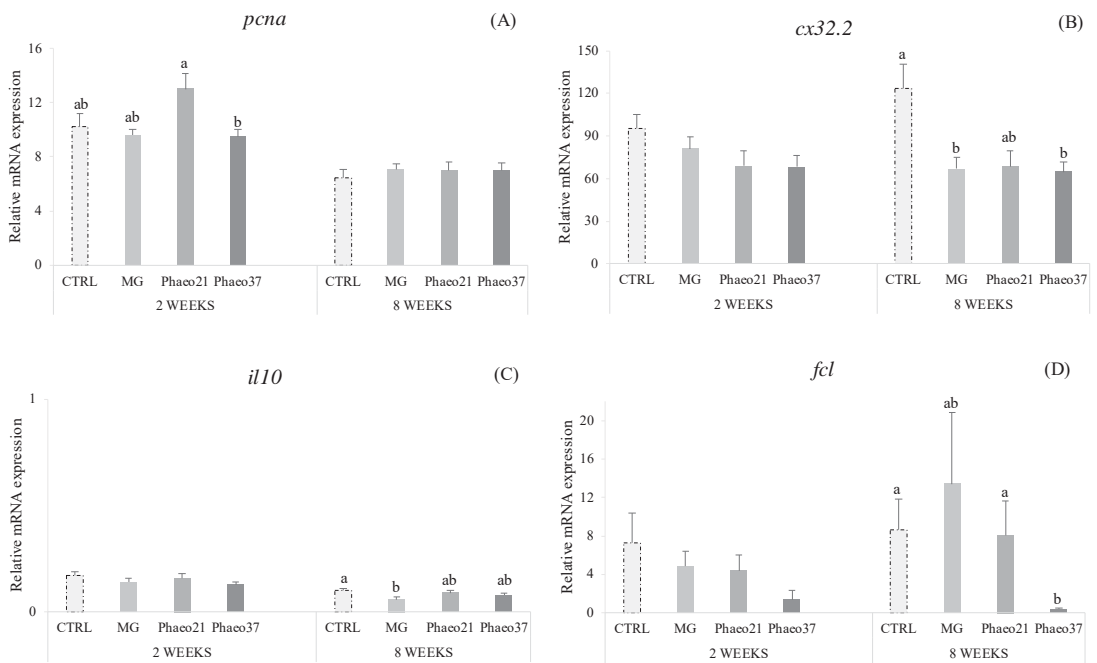 pcna
(A)
Relative mRNA expression
16
12
8
4
0
ab
ab
a
b
CTRL MG Phaeo21 Phaeo37 CTRL MG Phaeo21 Phaeo37
2 WEEKS 8 WEEKS
cx32.2
(B)
Relative mRNA expression
150
120
90
60
30
0
a
b
ab
b
CTRL MG Phaeo21 Phaeo37 CTRL MG Phaeo21 Phaeo37
2 WEEKS 8 WEEKS
il10
(C)
Relative mRNA expression
1
0
a
b
ab
ab
CTRL MG Phaeo21 Phaeo37 CTRL MG Phaeo21 Phaeo37
2 WEEKS 8 WEEKS
fcl
(D)
Relative mRNA expression
20
16
12
8
4
0
a
ab
a
b
CTRL MG Phaeo21 Phaeo37 CTRL MG Phaeo21 Phaeo37
2 WEEKS 8 WEEKS